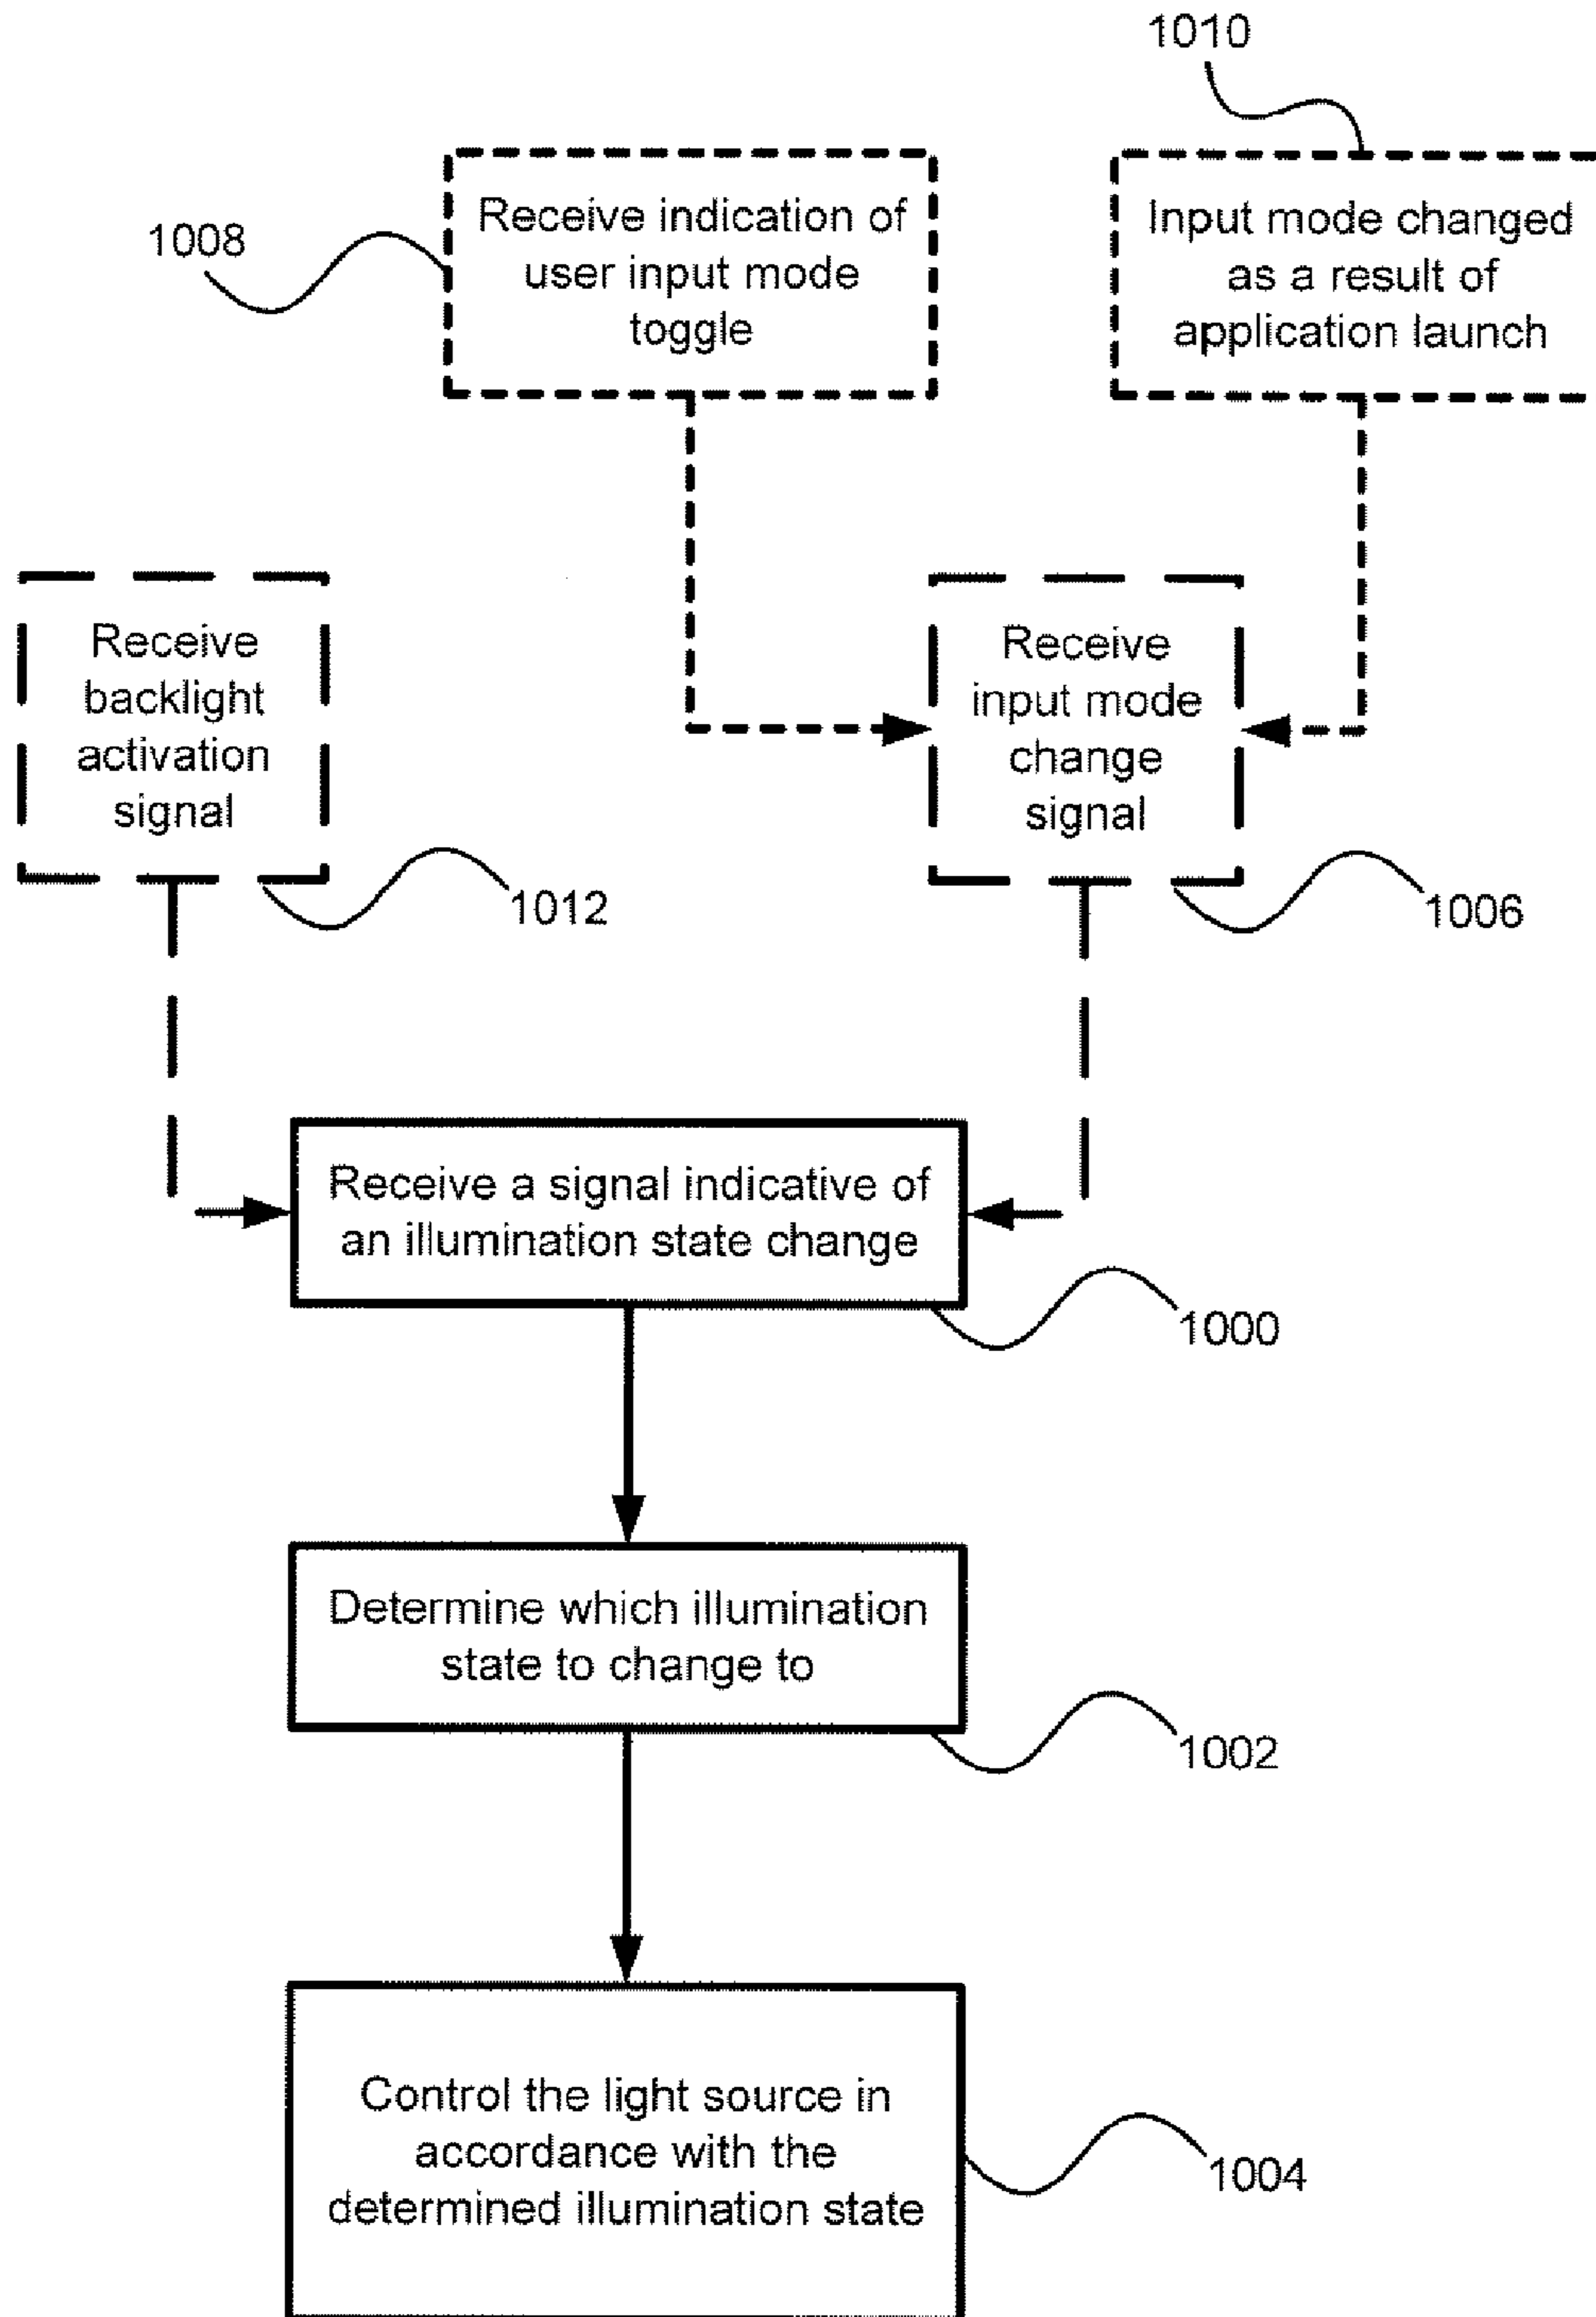 1010
1008
Receive indication of
user input mode
toggle
Input mode changed
as a result of
application launch
Receive
backlight
activation
signal
1012
Receive
input mode
change
signal
1006
Receive a signal indicative of
an illumination state change
1000
Determine which illumination
state to change to
1002
Control the light source in
accordance with the
determined illumination state
1004